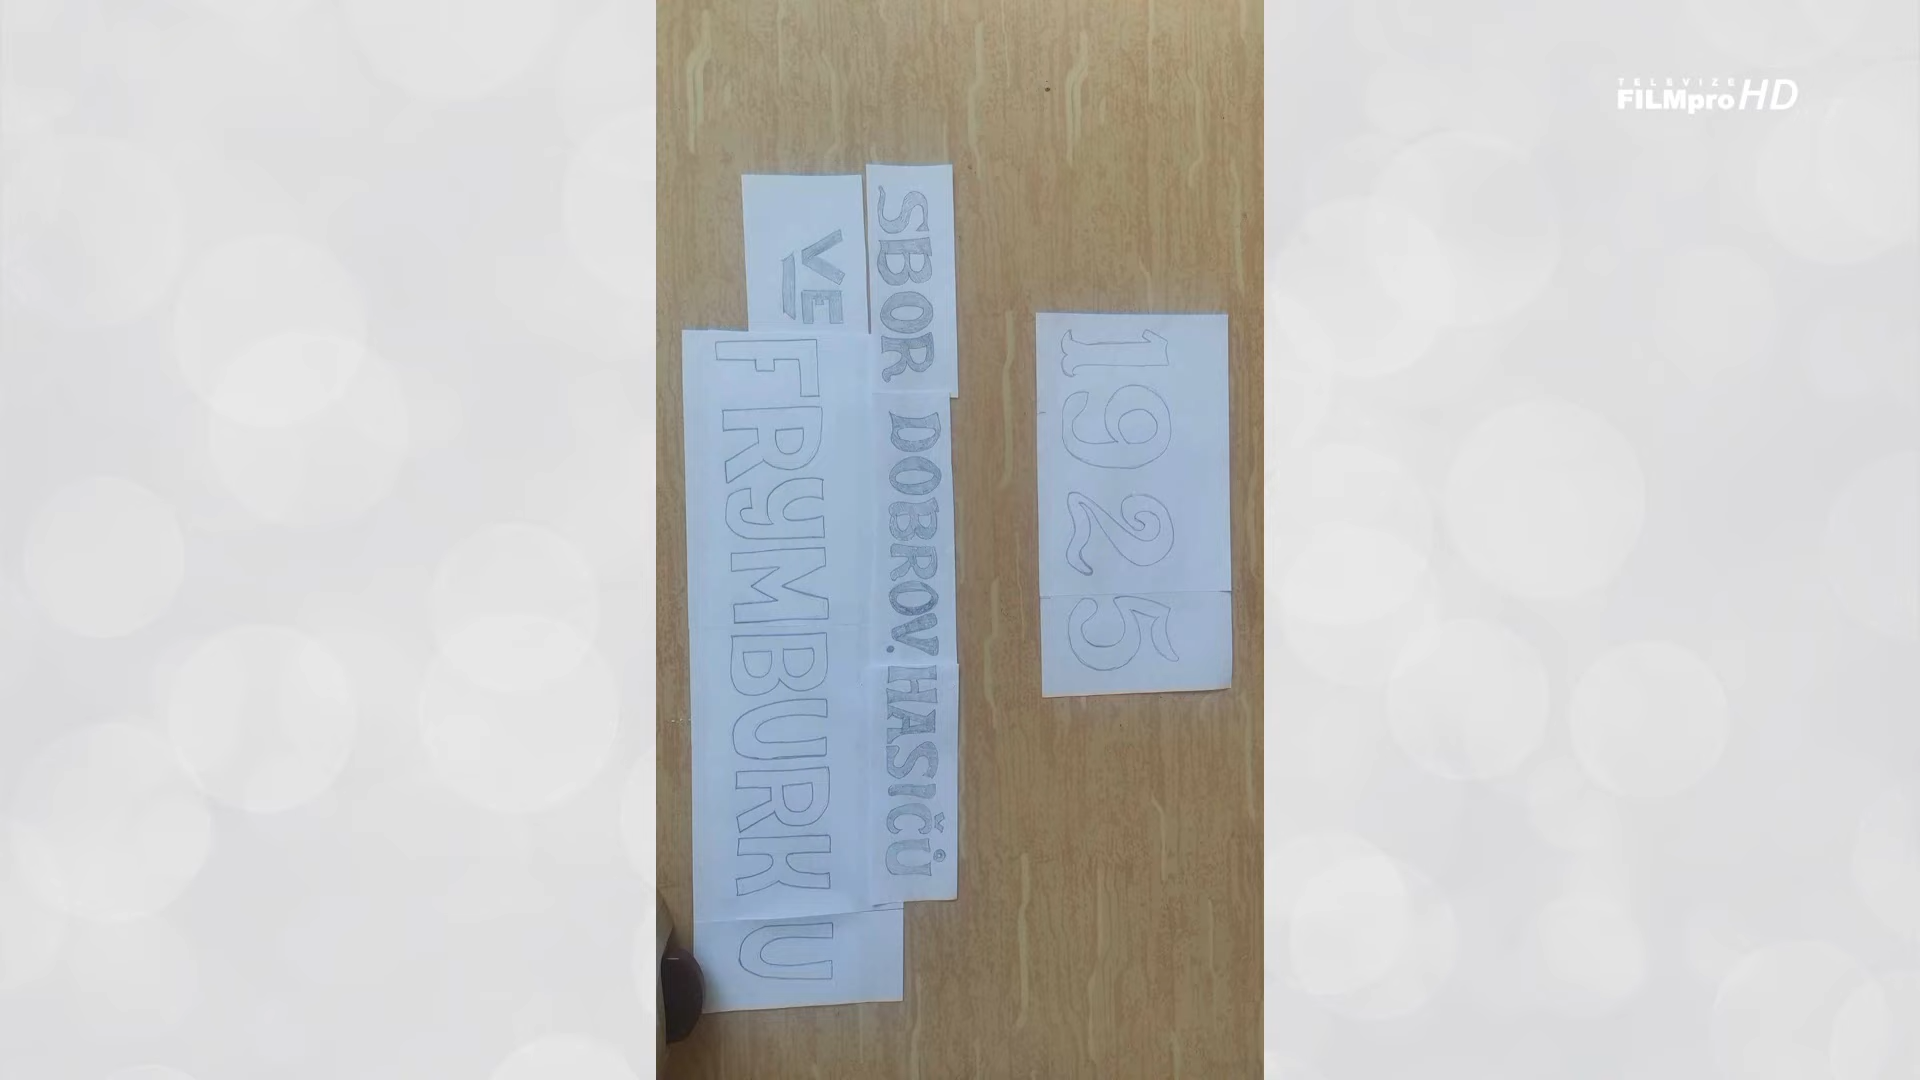 1925
SBOR DOBROV. HASIČŮ
VE
FRYMBURKU
TELEVIZE
FILMpro HD